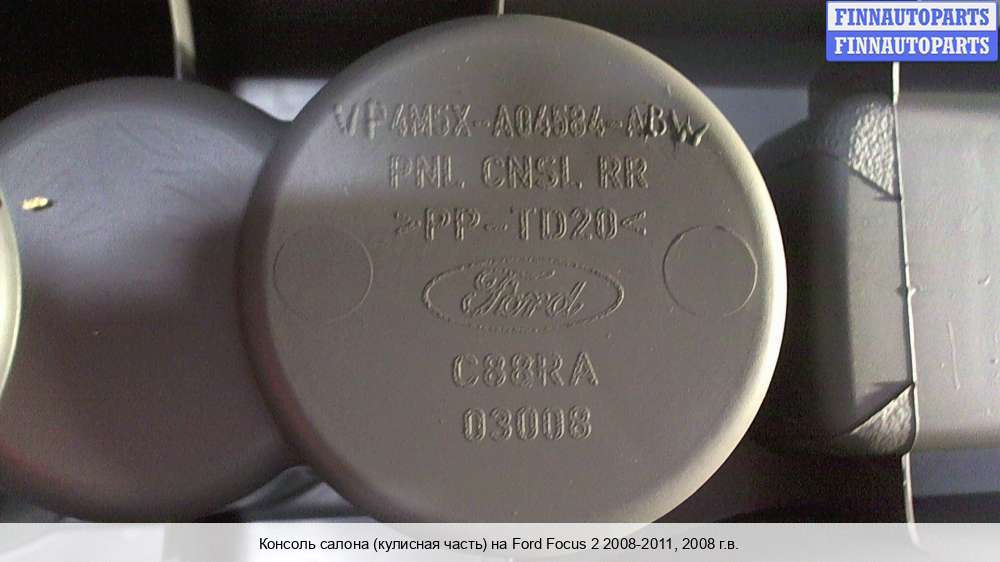 FINNAUTOPARTS
FINNAUTOPARTS
VP4M5X-A04584-ABW
PNL CNSL RR
>PP-TD20<
Ford
C88RA
03008
Консоль салона (кулисная часть) на Ford Focus 2 2008-2011, 2008 г.в.